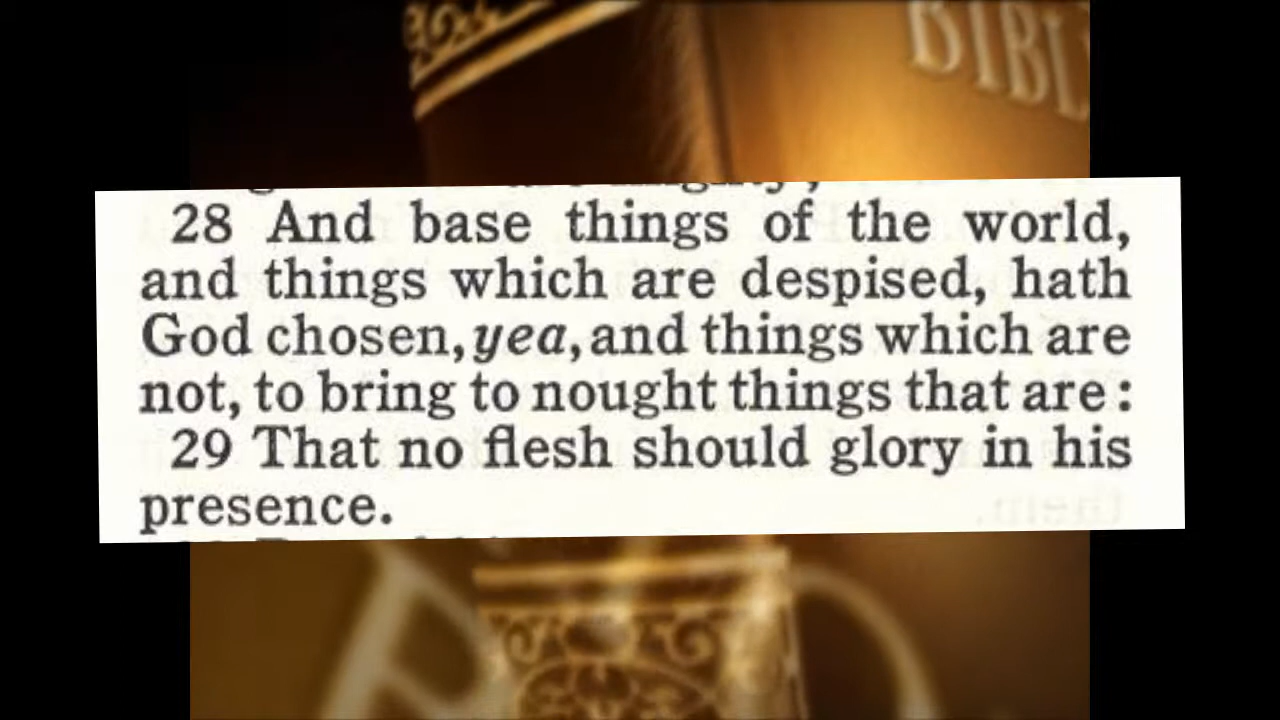 BIBL
28 And base things of the world,
and things which are despised, hath
God chosen, yea, and things which are
not, to bring to nought things that are:
29 That no flesh should glory in his
presence.